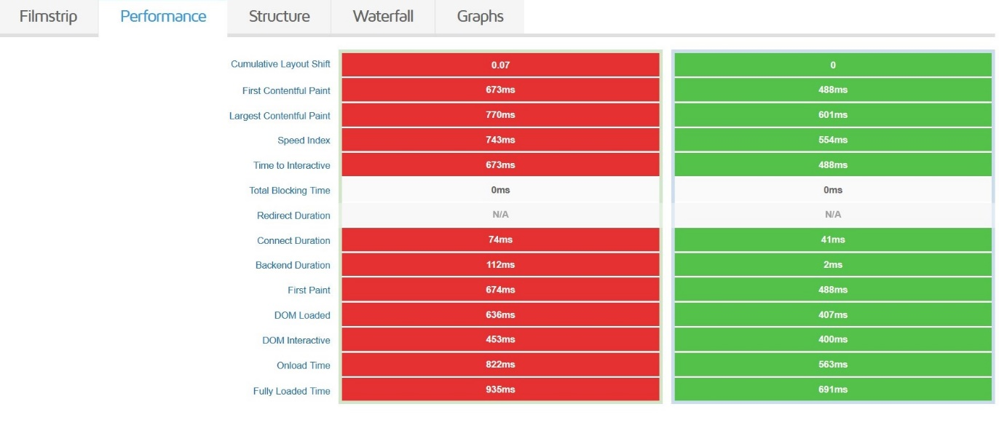 Filmstrip Performance Structure Waterfall Graphs
Cumulative Layout Shift 0.07 0
First Contentful Paint 673ms 488ms
Largest Contentful Paint 770ms 601ms
Speed Index 743ms 554ms
Time to Interactive 673ms 488ms
Total Blocking Time 0ms 0ms
Redirect Duration N/A N/A
Connect Duration 74ms 41ms
Backend Duration 112ms 2ms
First Paint 674ms 488ms
DOM Loaded 636ms 407ms
DOM Interactive 453ms 400ms
Onload Time 822ms 563ms
Fully Loaded Time 935ms 691ms